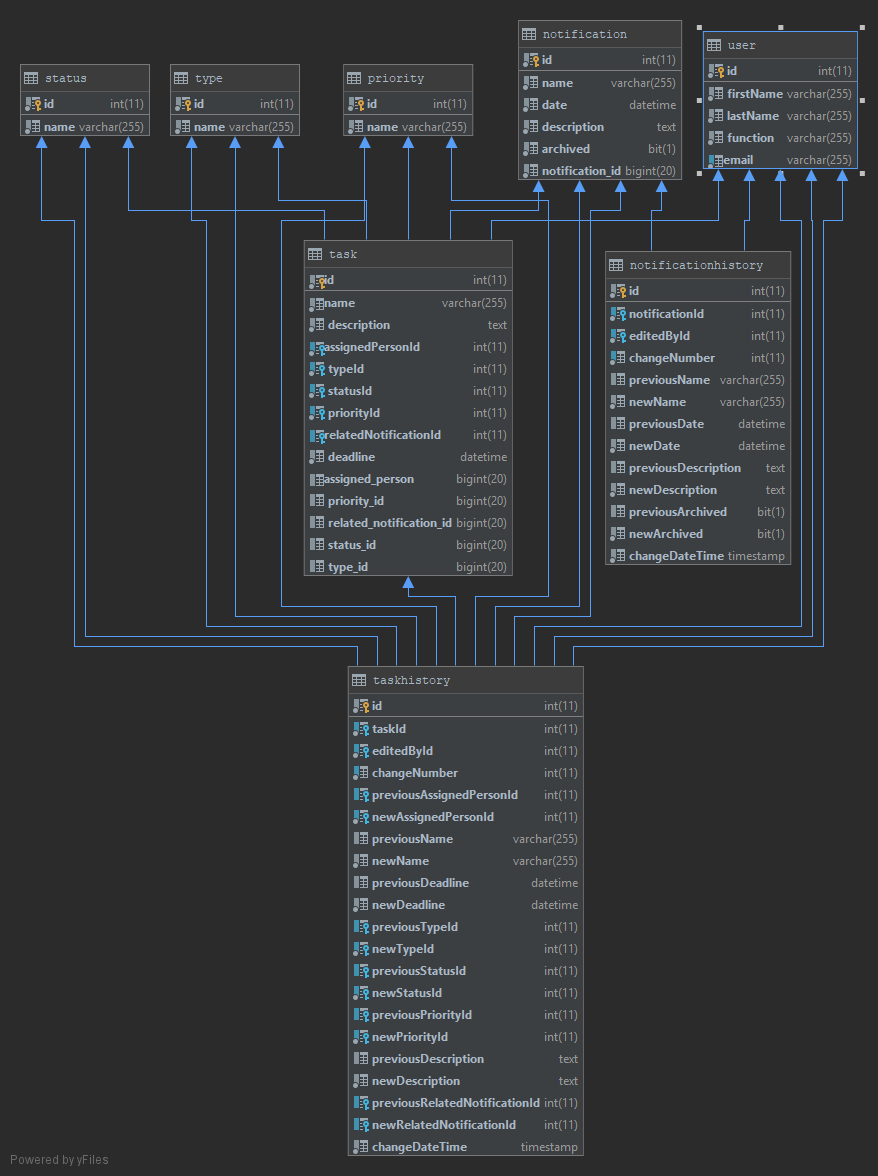 status
id int(11)
name varchar(255)
type
id int(11)
name varchar(255)
priority
id int(11)
name varchar(255)
notification
id int(11)
name varchar(255)
date datetime
description text
archived bit(1)
notification_id bigint(20)
user
id int(11)
firstName varchar(255)
lastName varchar(255)
function varchar(255)
email varchar(255)
task
id int(11)
name varchar(255)
description text
assignedPersonId int(11)
typeId int(11)
statusId int(11)
priorityId int(11)
relatedNotificationId int(11)
deadline datetime
assigned_person bigint(20)
priority_id bigint(20)
related_notification_id bigint(20)
status_id bigint(20)
type_id bigint(20)
notificationhistory
id int(11)
notificationId int(11)
editedById int(11)
changeNumber int(11)
previousName varchar(255)
newName varchar(255)
previousDate datetime
newDate datetime
previousDescription text
newDescription text
previousArchived bit(1)
newArchived bit(1)
changeDateTime timestamp
taskhistory
id int(11)
taskId int(11)
editedById int(11)
changeNumber int(11)
previousAssignedPersonId int(11)
newAssignedPersonId int(11)
previousName varchar(255)
newName varchar(255)
previousDeadline datetime
newDeadline datetime
previousTypeId int(11)
newTypeId int(11)
previousStatusId int(11)
newStatusId int(11)
previousPriorityId int(11)
newPriorityId int(11)
previousDescription text
newDescription text
previousRelatedNotificationId int(11)
newRelatedNotificationId int(11)
changeDateTime timestamp
Powered by yFiles